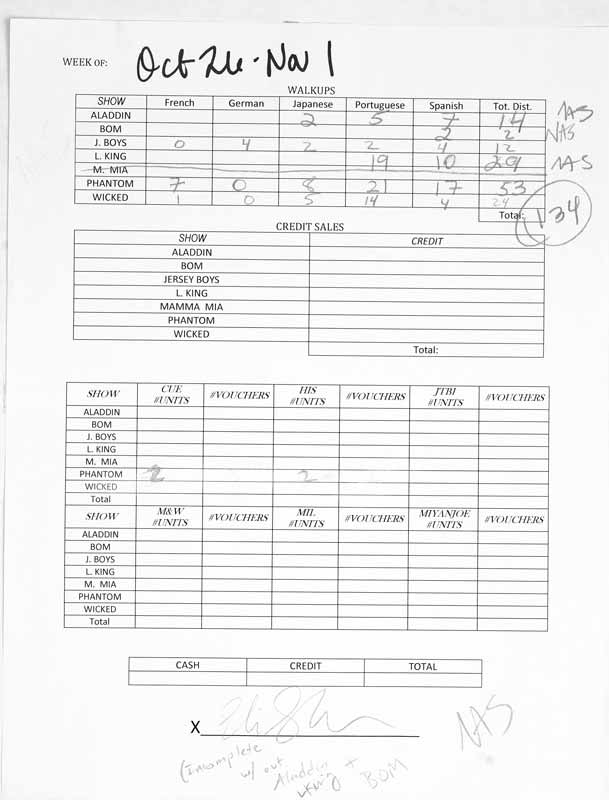 WEEK OF: Oct 26 - Nov 1
WALKUPS
SHOW French German Japanese Portuguese Spanish Tot. Dist.
ALADDIN 2 5 7 14 NAS
BOM 2 2 NAS
J. BOYS 0 4 2 2 4 12
L. KING 19 10 29 NAS
M. MIA
PHANTOM 7 0 8 21 17 53
WICKED 1 0 5 14 4 24
Total: 134
CREDIT SALES
SHOW CREDIT
ALADDIN
BOM
JERSEY BOYS
L. KING
MAMMA MIA
PHANTOM
WICKED
Total:
SHOW CUE #UNITS #VOUCHERS HIS #UNITS #VOUCHERS JTBI #UNITS #VOUCHERS
ALADDIN
BOM
J. BOYS
L. KING
M. MIA
PHANTOM 2 2
WICKED
Total
SHOW M&W #UNITS #VOUCHERS MIL #UNITS #VOUCHERS MIYANJOE #UNITS #VOUCHERS
ALADDIN
BOM
J. BOYS
L. KING
M. MIA
PHANTOM
WICKED
Total
CASH CREDIT TOTAL
X
NAS
(Incomplete
w/ out
Aladdin +
King BOM